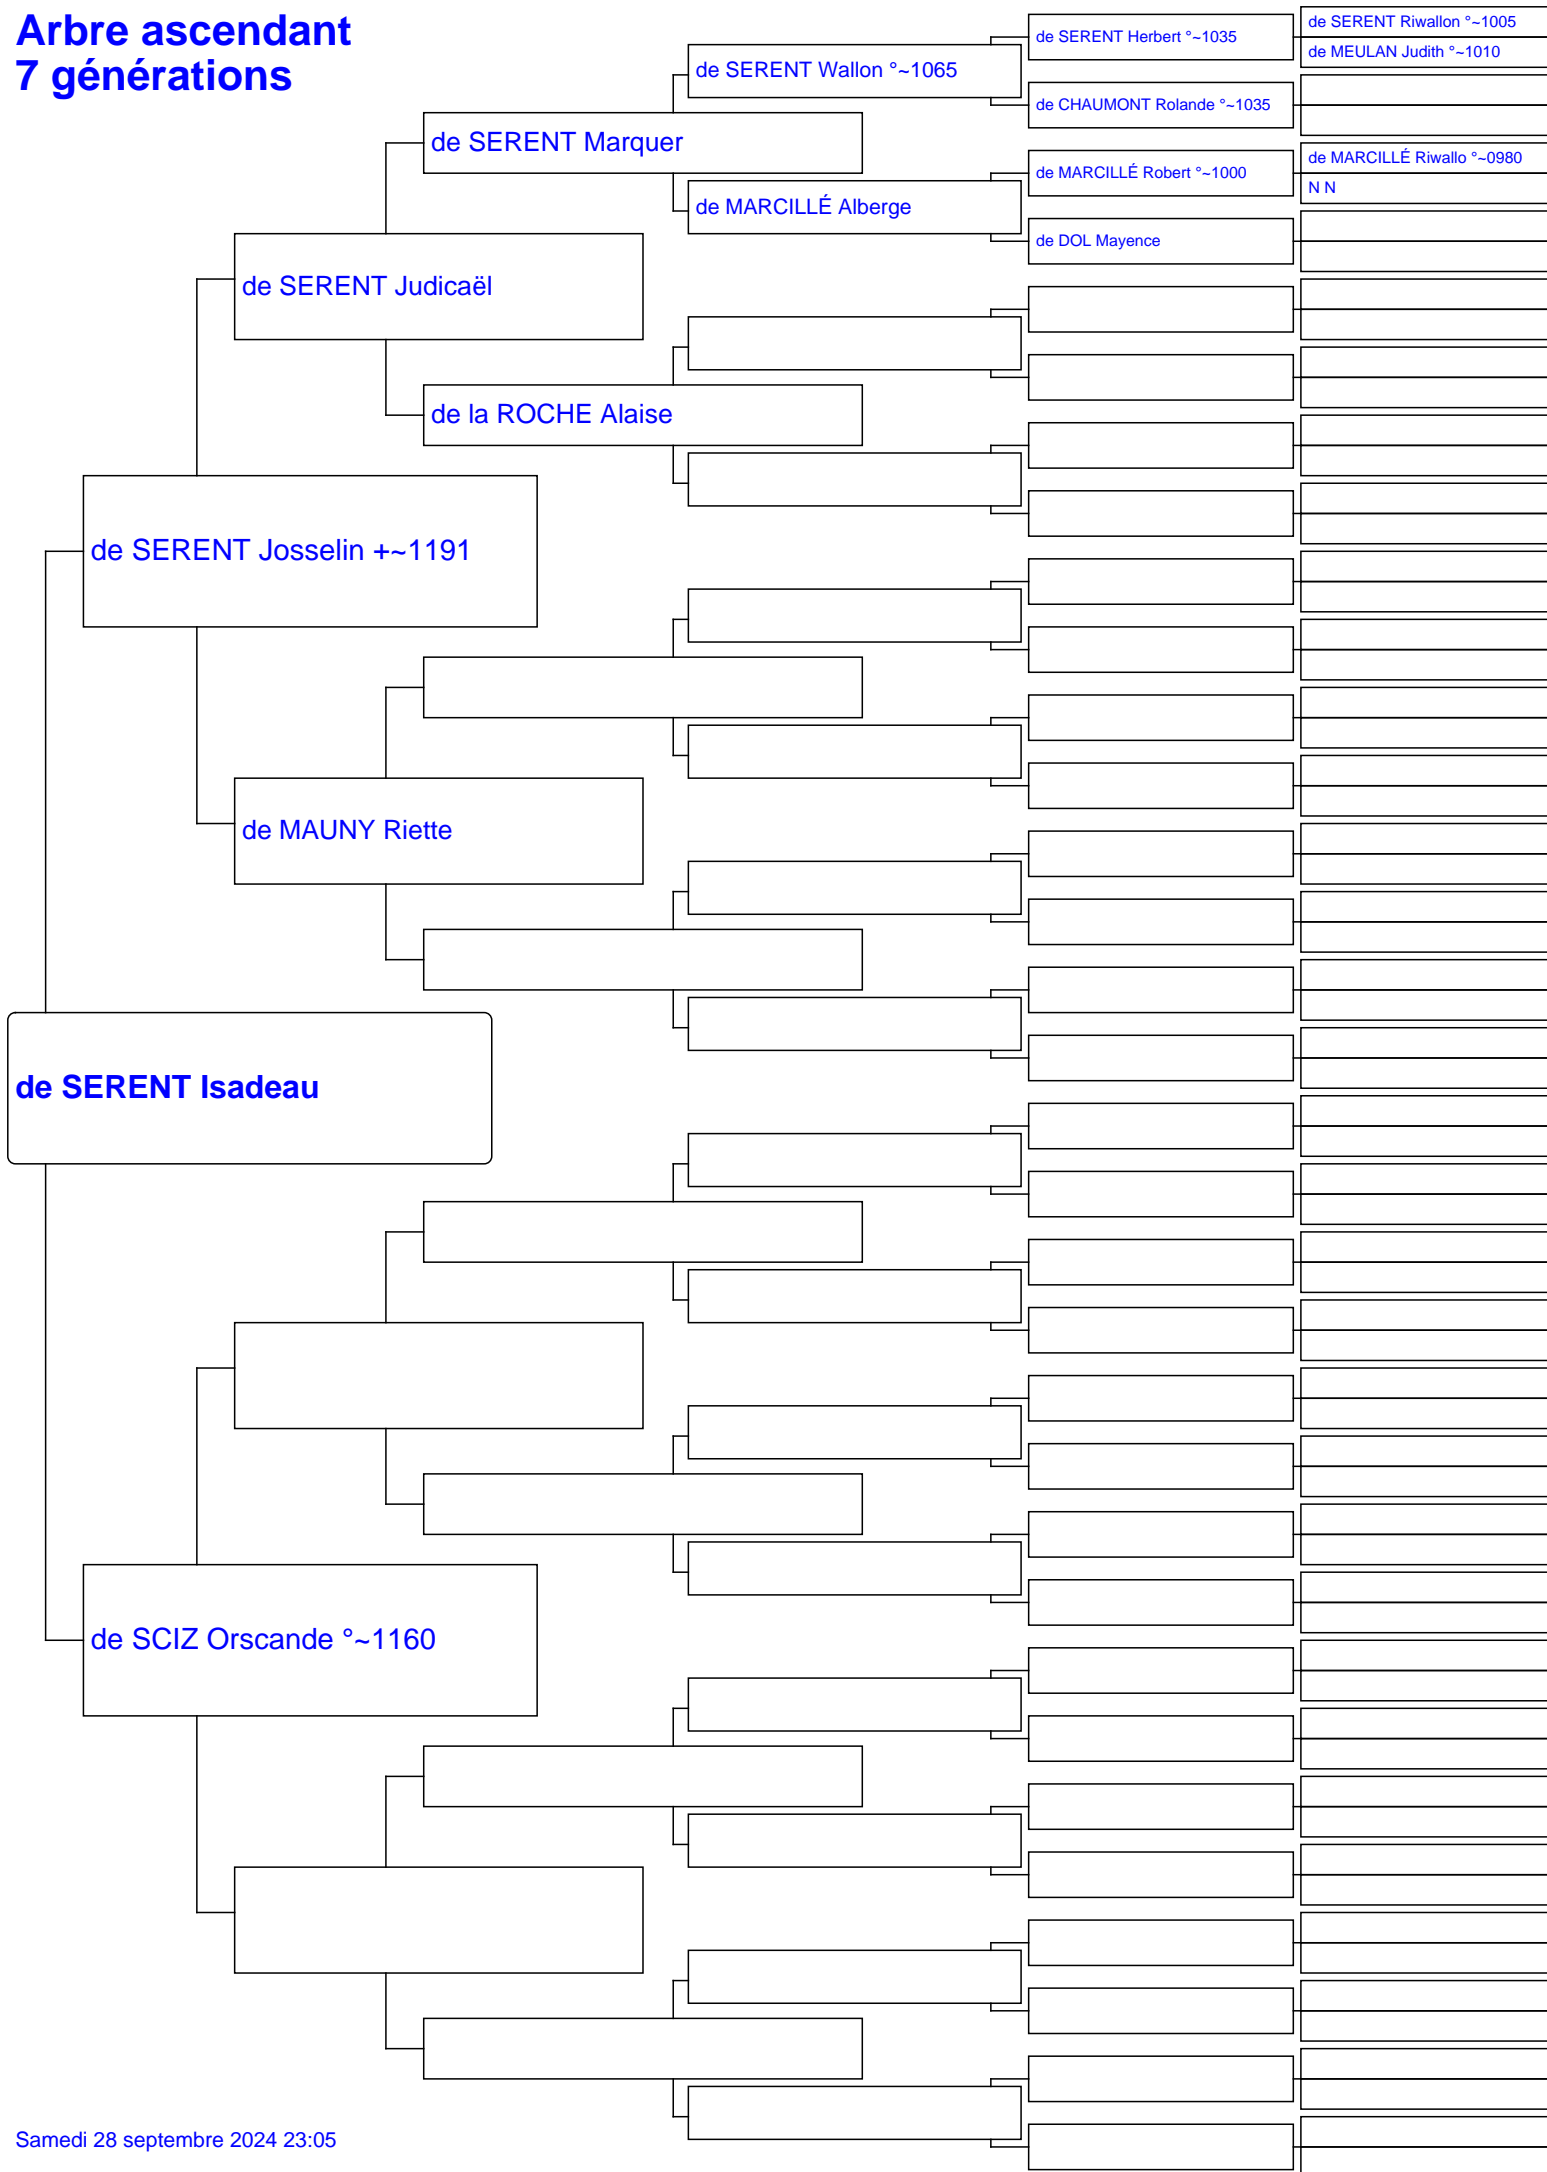 Arbre ascendant
7 générations
de SERENT Riwallon °~1005
de SERENT Herbert °~1035
de MEULAN Judith °~1010
de SERENT Wallon °~1065
de CHAUMONT Rolande °~1035
de SERENT Marquer
de MARCILLÉ Riwallo °~0980
de MARCILLÉ Robert °~1000
N N
de MARCILLÉ Alberge
de DOL Mayence
de SERENT Judicaël
de la ROCHE Alaise
de SERENT Josselin +~1191
de MAUNY Riette
de SERENT Isadeau
de SCIZ Orscande °~1160
Samedi 28 septembre 2024 23:05